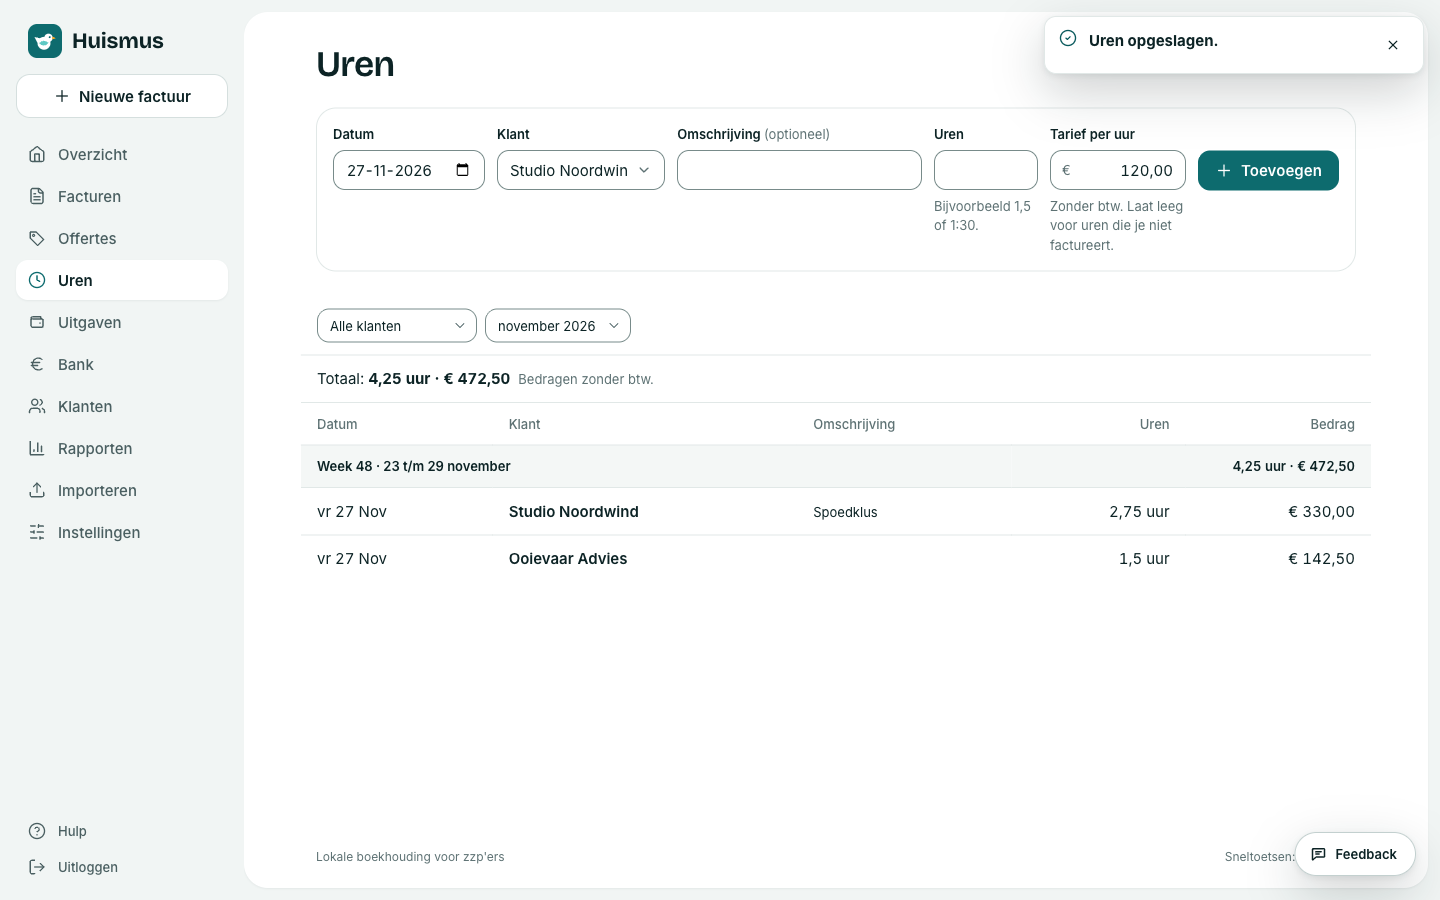 Huismus
Nieuwe factuur
Overzicht
Facturen
Offertes
Uren
Uitgaven
Bank
Klanten
Rapporten
Importeren
Instellingen
Hulp
Uitloggen
Uren
Uren opgeslagen.
Datum
Klant
Omschrijving (optioneel)
Uren
Tarief per uur
27-11-2026
Studio Noordwin
€ 120,00
Toevoegen
Bijvoorbeeld 1,5
of 1:30.
Zonder btw. Laat leeg
voor uren die je niet
factureert.
Alle klanten
november 2026
Totaal: 4,25 uur · € 472,50 Bedragen zonder btw.
Datum Klant Omschrijving Uren Bedrag
Week 48 · 23 t/m 29 november 4,25 uur · € 472,50
vr 27 Nov Studio Noordwind Spoedklus 2,75 uur € 330,00
vr 27 Nov Ooievaar Advies 1,5 uur € 142,50
Lokale boekhouding voor zzp'ers
Sneltoetsen:
Feedback